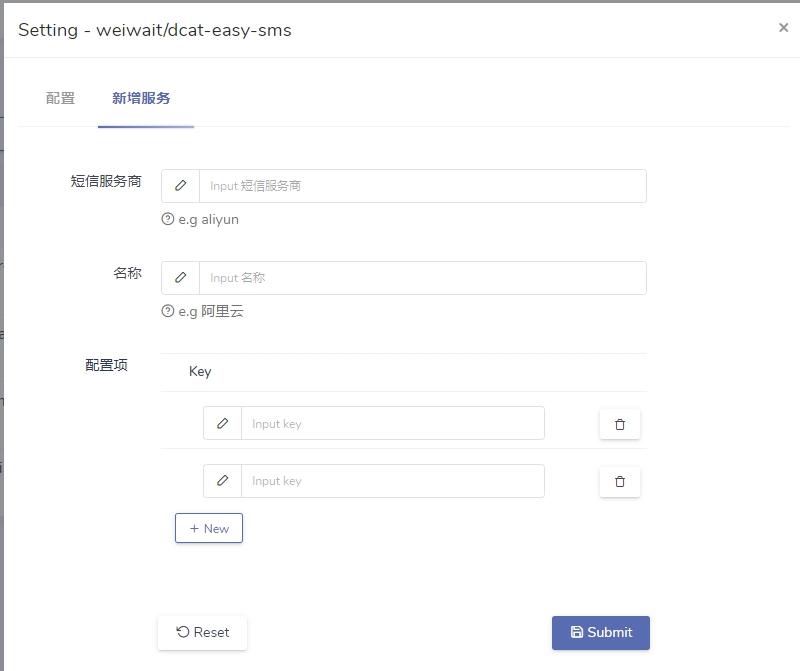 Setting - weiwait/dcat-easy-sms ×
配置 新增服务
短信服务商 Input 短信服务商
e.g aliyun
名称 Input 名称
e.g 阿里云
配置项 Key
Input key
Input key
+ New
Reset Submit